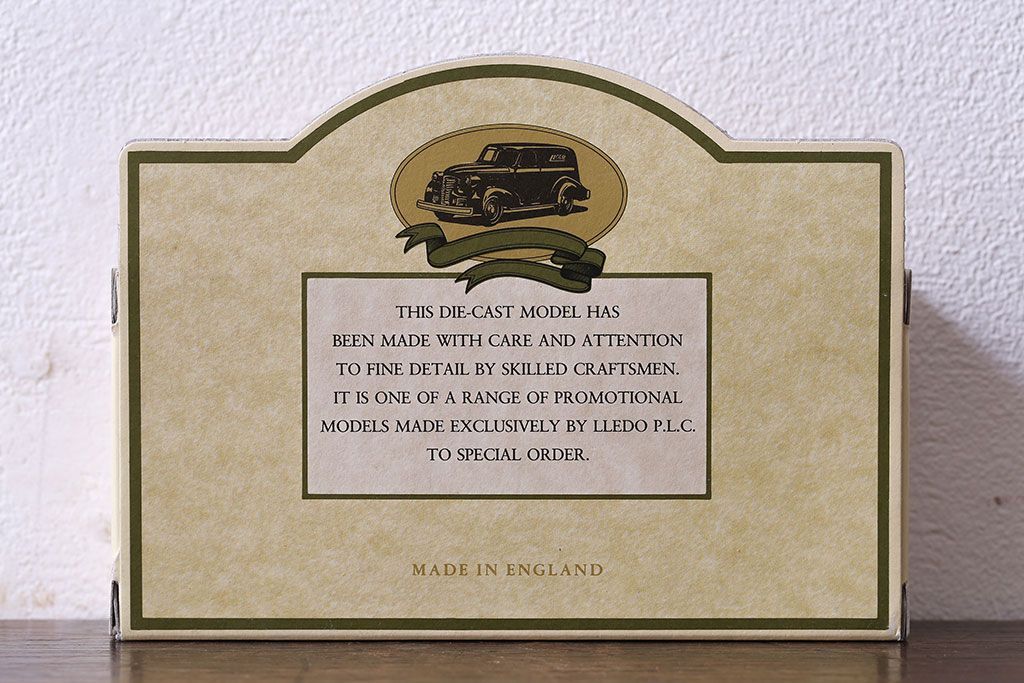 THIS DIE-CAST MODEL HAS
BEEN MADE WITH CARE AND ATTENTION
TO FINE DETAIL BY SKILLED CRAFTSMEN.
IT IS ONE OF A RANGE OF PROMOTIONAL
MODELS MADE EXCLUSIVELY BY LLEDO P.L.C.
TO SPECIAL ORDER.
MADE IN ENGLAND